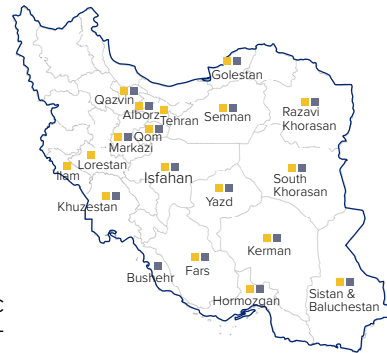 Golestan
Qazvin
Alborz
Tehran
Semnan
Razavi
Khorasan
Qom
Markazi
Lorestan
Ilam
Isfahan
South
Khorasan
Khuzestan
Yazd
Kerman
Fars
Bushehr
Hormozgan
Sistan &
Baluchestan